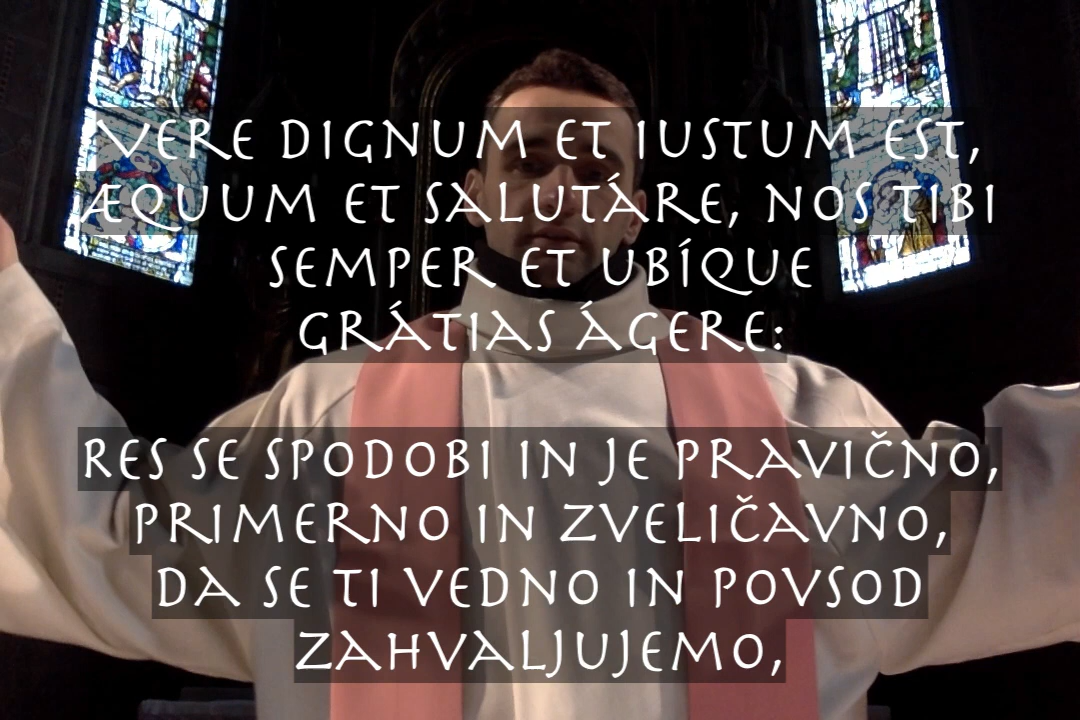 VERE DIGNUM ET IUSTUM EST,
ÆQUUM ET SALUTÁRE, NOS TIBI
SEMPER ET UBÍQUE
GRÁTIAS ÁGERE:
RES SE SPODOBI IN JE PRAVIČNO,
PRIMERNO IN ZVELIČAVNO,
DA SE TI VEDNO IN POVSOD
ZAHVALJUJEMO,